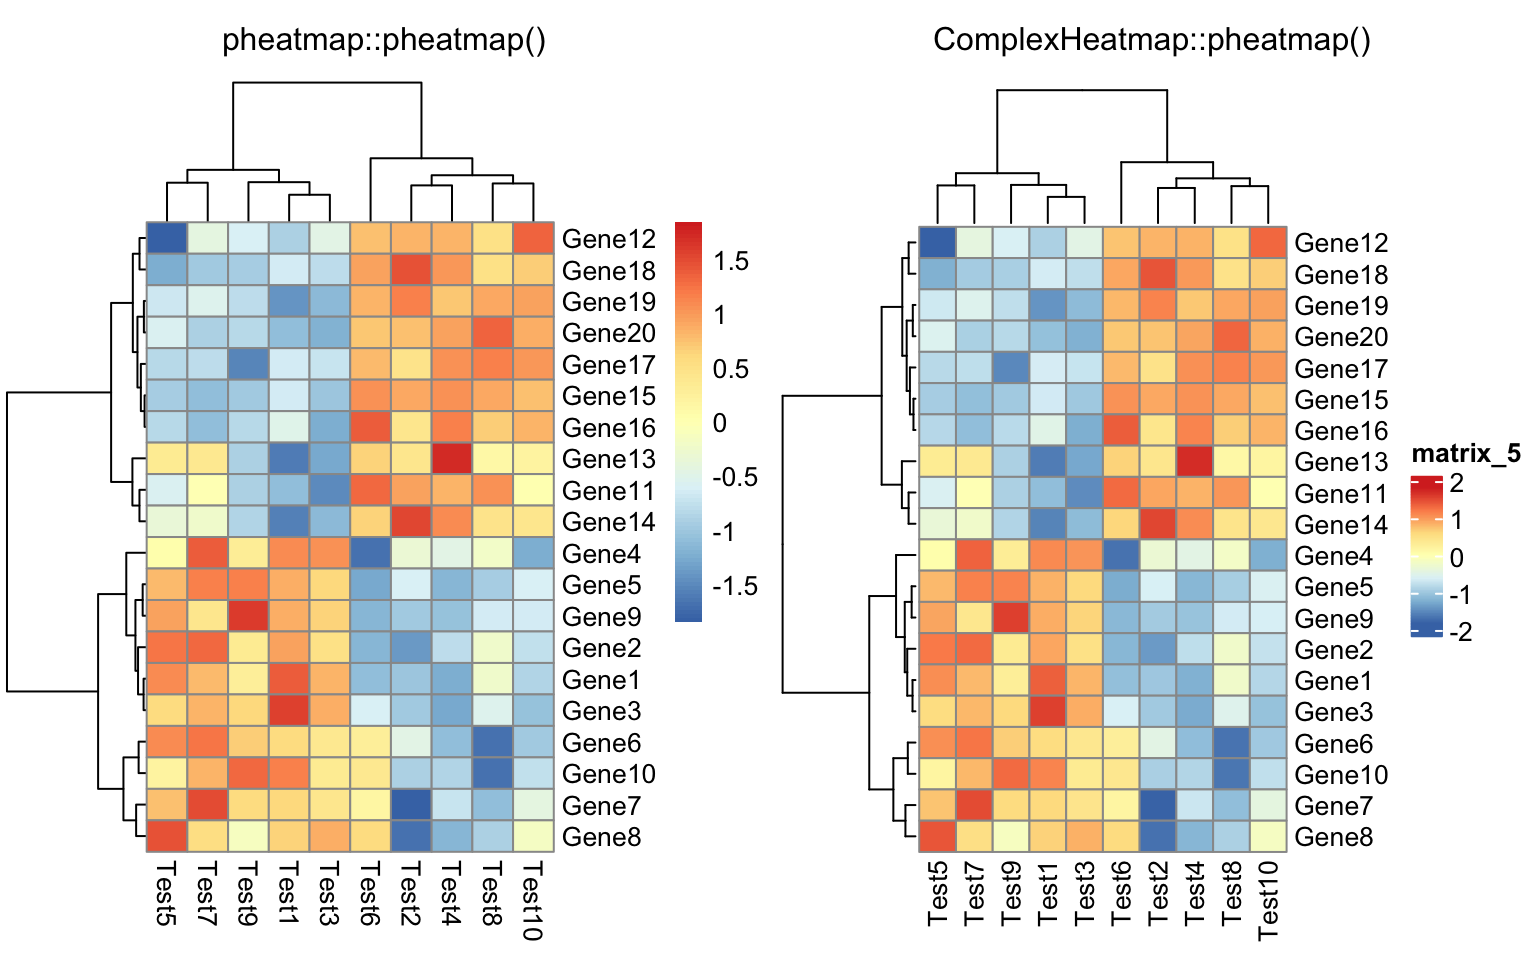 pheatmap::pheatmap()
Gene12
Gene18
Gene19
Gene20
Gene17
Gene15
Gene16
Gene13
Gene11
Gene14
Gene4
Gene5
Gene9
Gene2
Gene1
Gene3
Gene6
Gene10
Gene7
Gene8
Test5
Test7
Test9
Test1
Test3
Test6
Test2
Test4
Test8
Test10
1.5
1
0.5
0
-0.5
-1
-1.5
ComplexHeatmap::pheatmap()
Gene12
Gene18
Gene19
Gene20
Gene17
Gene15
Gene16
Gene13
Gene11
Gene14
Gene4
Gene5
Gene9
Gene2
Gene1
Gene3
Gene6
Gene10
Gene7
Gene8
Test5
Test7
Test9
Test1
Test3
Test6
Test2
Test4
Test8
Test10
matrix_5
2
1
0
-1
-2